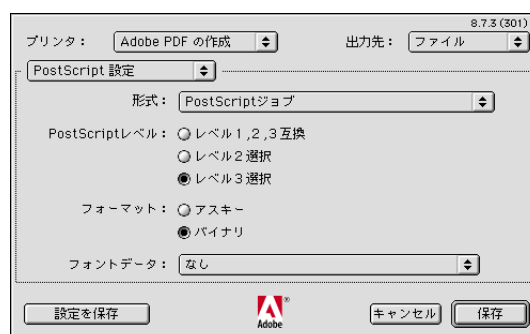 8.7.3 (301)
プリンタ： Adobe PDF の作成 出力先： ファイル
PostScript 設定
形式： PostScriptジョブ
PostScriptレベル： レベル 1 , 2 , 3 互換
レベル 2 選択
レベル 3 選択
フォーマット： アスキー
バイナリ
フォントデータ： なし
設定を保存 Adobe キャンセル 保存